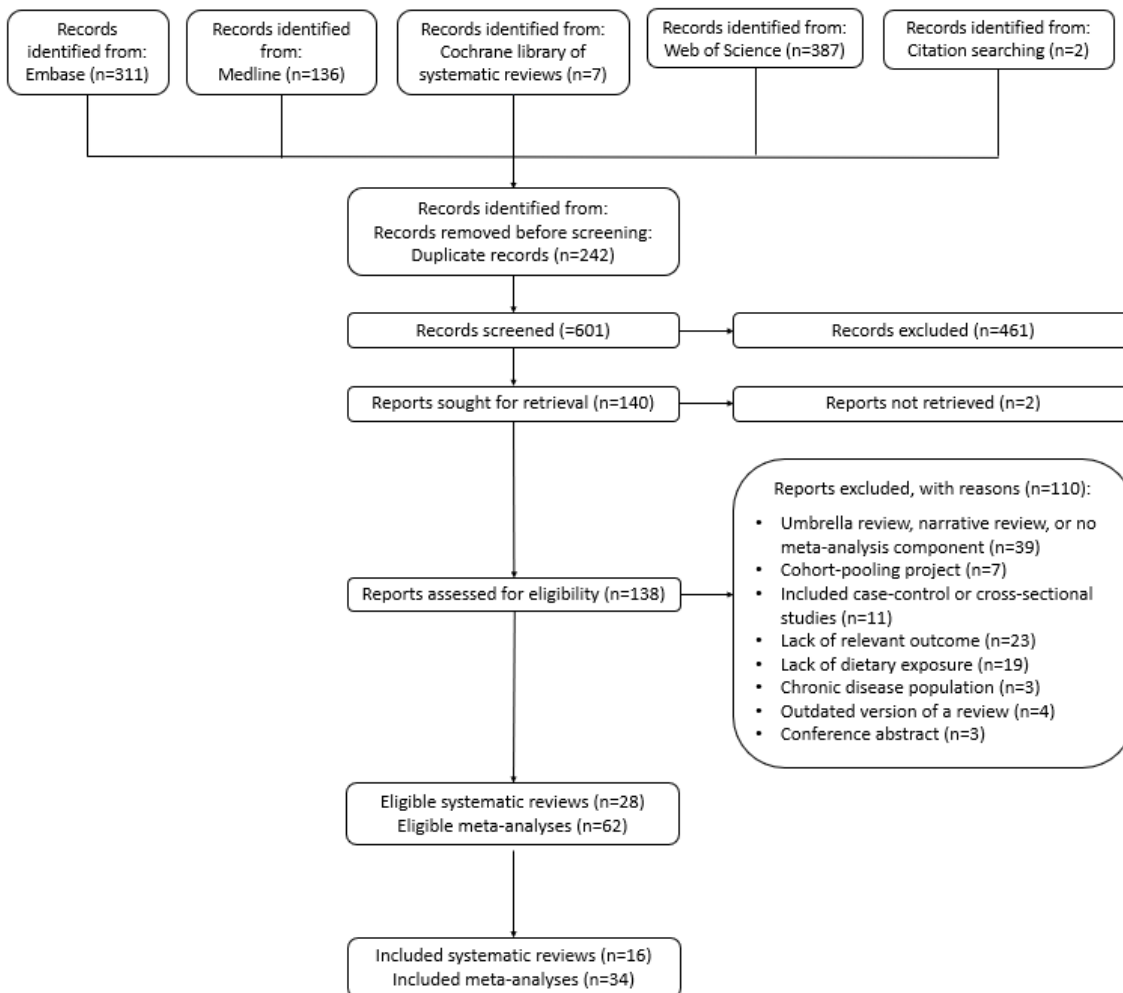 Records
identified from:
Embase (n=311)
Records identified
from:
Medline (n=136)
Records identified from:
Cochrane library of
systematic reviews (n=7)
Records identified from:
Web of Science (n=387)
Records identified from:
Citation searching (n=2)
Records identified from:
Records removed before screening:
Duplicate records (n=242)
Records screened (=601)
Records excluded (n=461)
Reports sought for retrieval (n=140)
Reports not retrieved (n=2)
Reports assessed for eligibility (n=138)
Reports excluded, with reasons (n=110):
• Umbrella review, narrative review, or no
meta-analysis component (n=39)
• Cohort-pooling project (n=7)
• Included case-control or cross-sectional
studies (n=11)
• Lack of relevant outcome (n=23)
• Lack of dietary exposure (n=19)
• Chronic disease population (n=3)
• Outdated version of a review (n=4)
• Conference abstract (n=3)
Eligible systematic reviews (n=28)
Eligible meta-analyses (n=62)
Included systematic reviews (n=16)
Included meta-analyses (n=34)